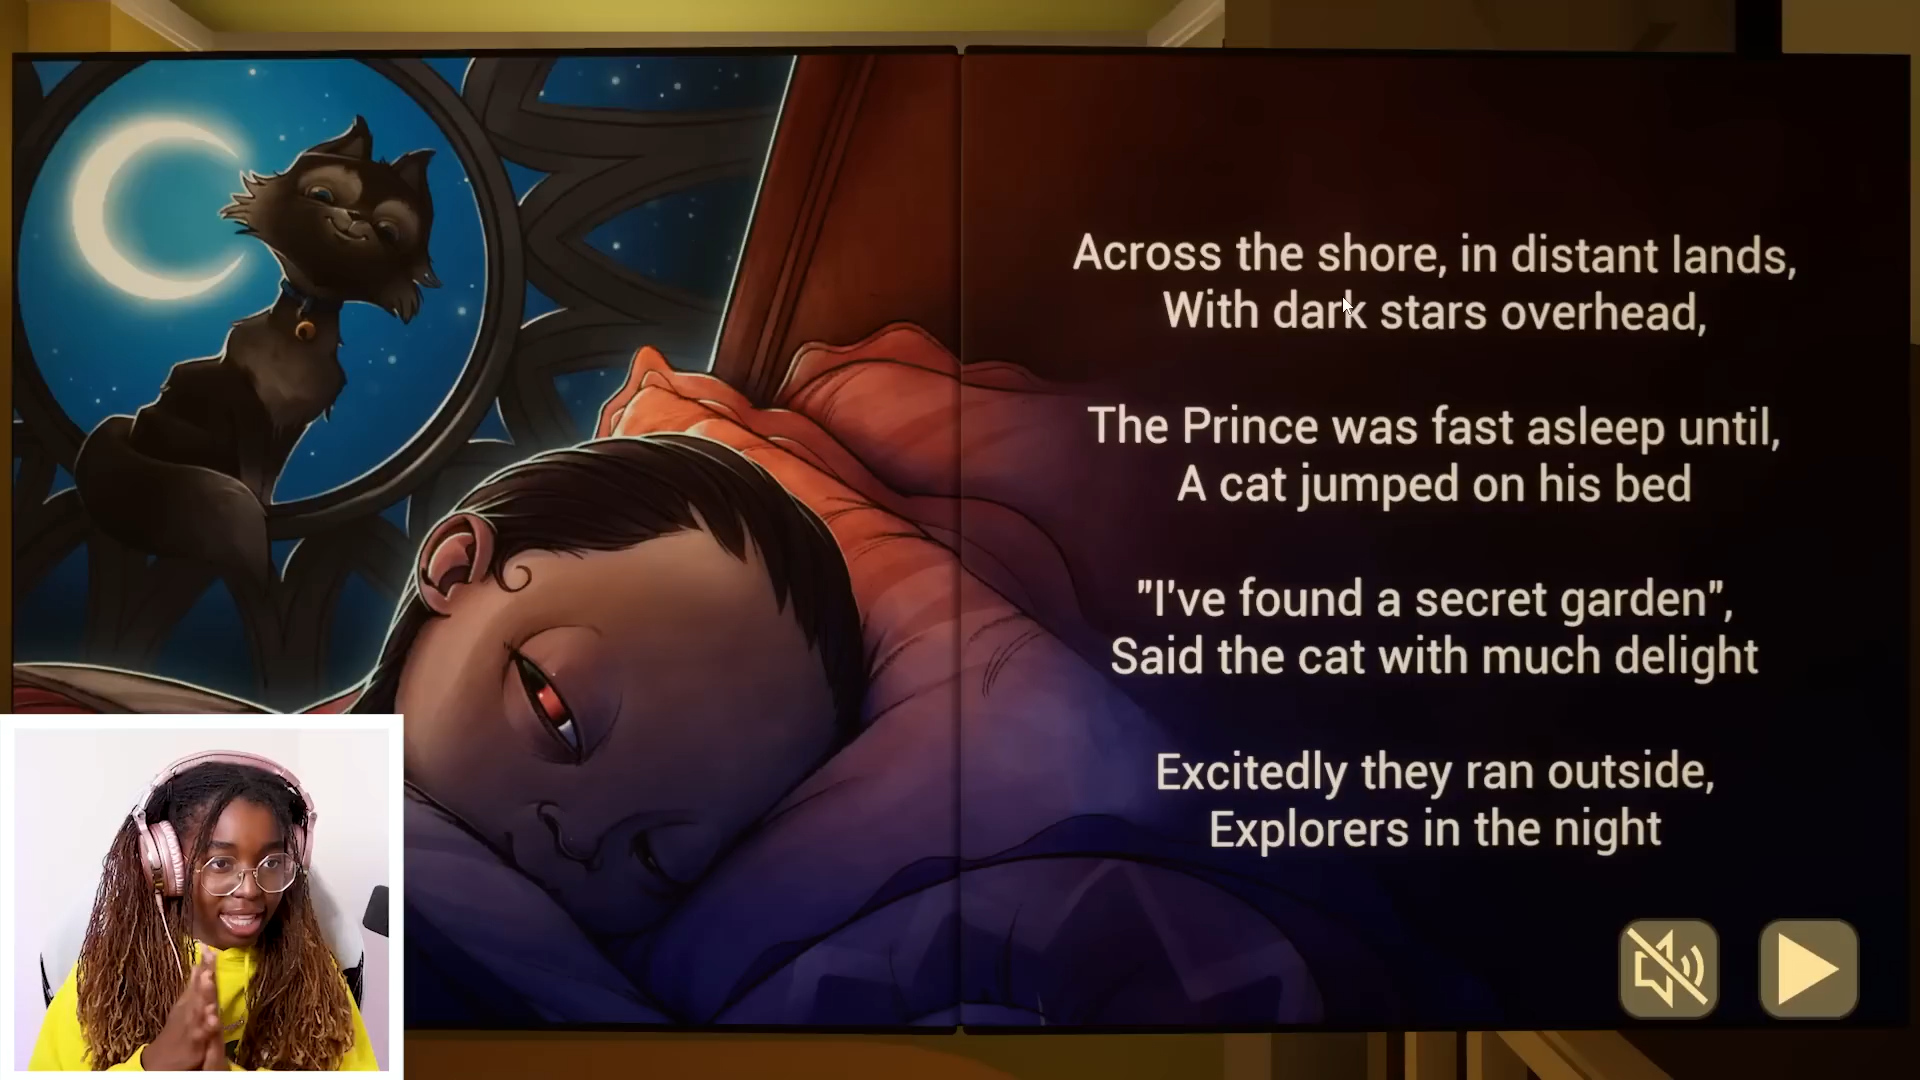 Across the shore, in distant lands,
With dark stars overhead,
The Prince was fast asleep until,
A cat jumped on his bed
"I've found a secret garden",
Said the cat with much delight
Excitedly they ran outside,
Explorers in the night